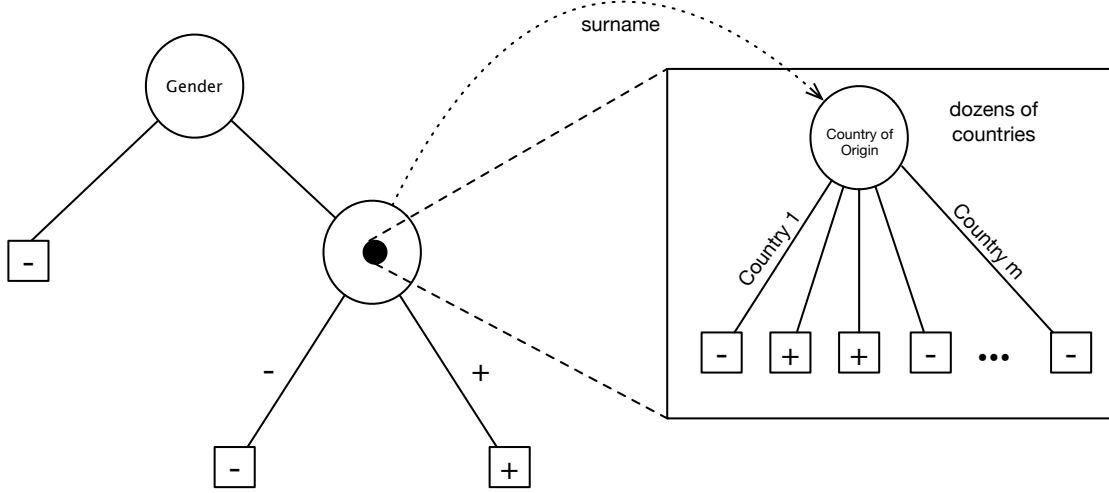 surname
Gender
dozens of
countries
Country of
Origin
Country 1
Country m
-
-
+
+
-
•••
-
-
+
-
+